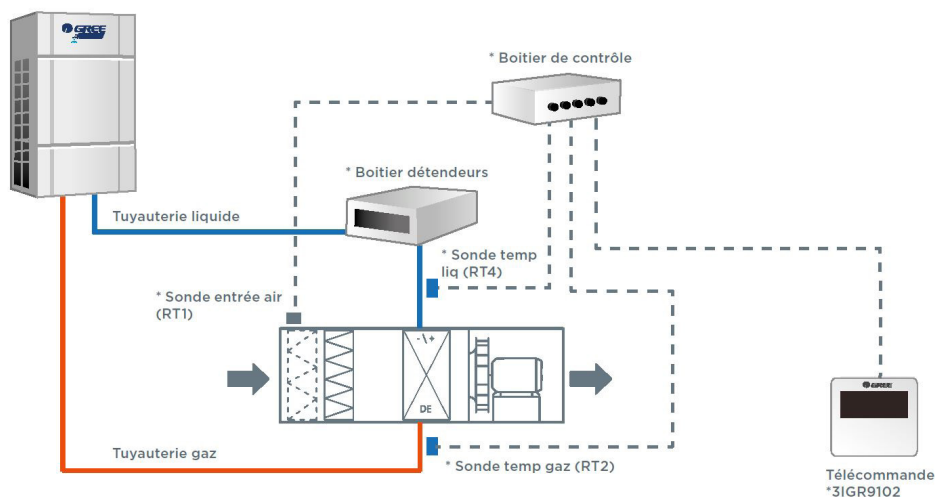 GREE
* Boitier de contrôle
* Boitier détendeurs
Tuyauterie liquide
* Sonde temp
liq (RT4)
* Sonde entrée air
(RT1)
- \ +
DE
GREE
Tuyauterie gaz
* Sonde temp gaz (RT2)
Télécommande
*3IGR9102